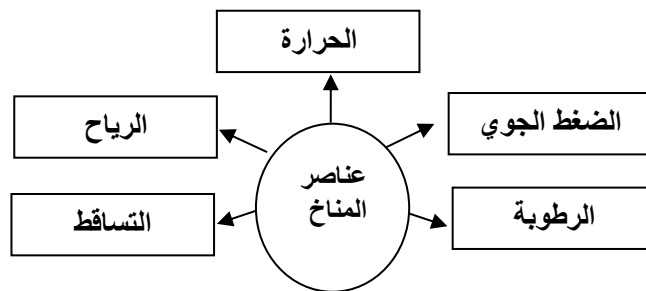 الحرارة
الضغط الجوي
الرياح
عناصر
المناخ
الرطوبة
التساقط